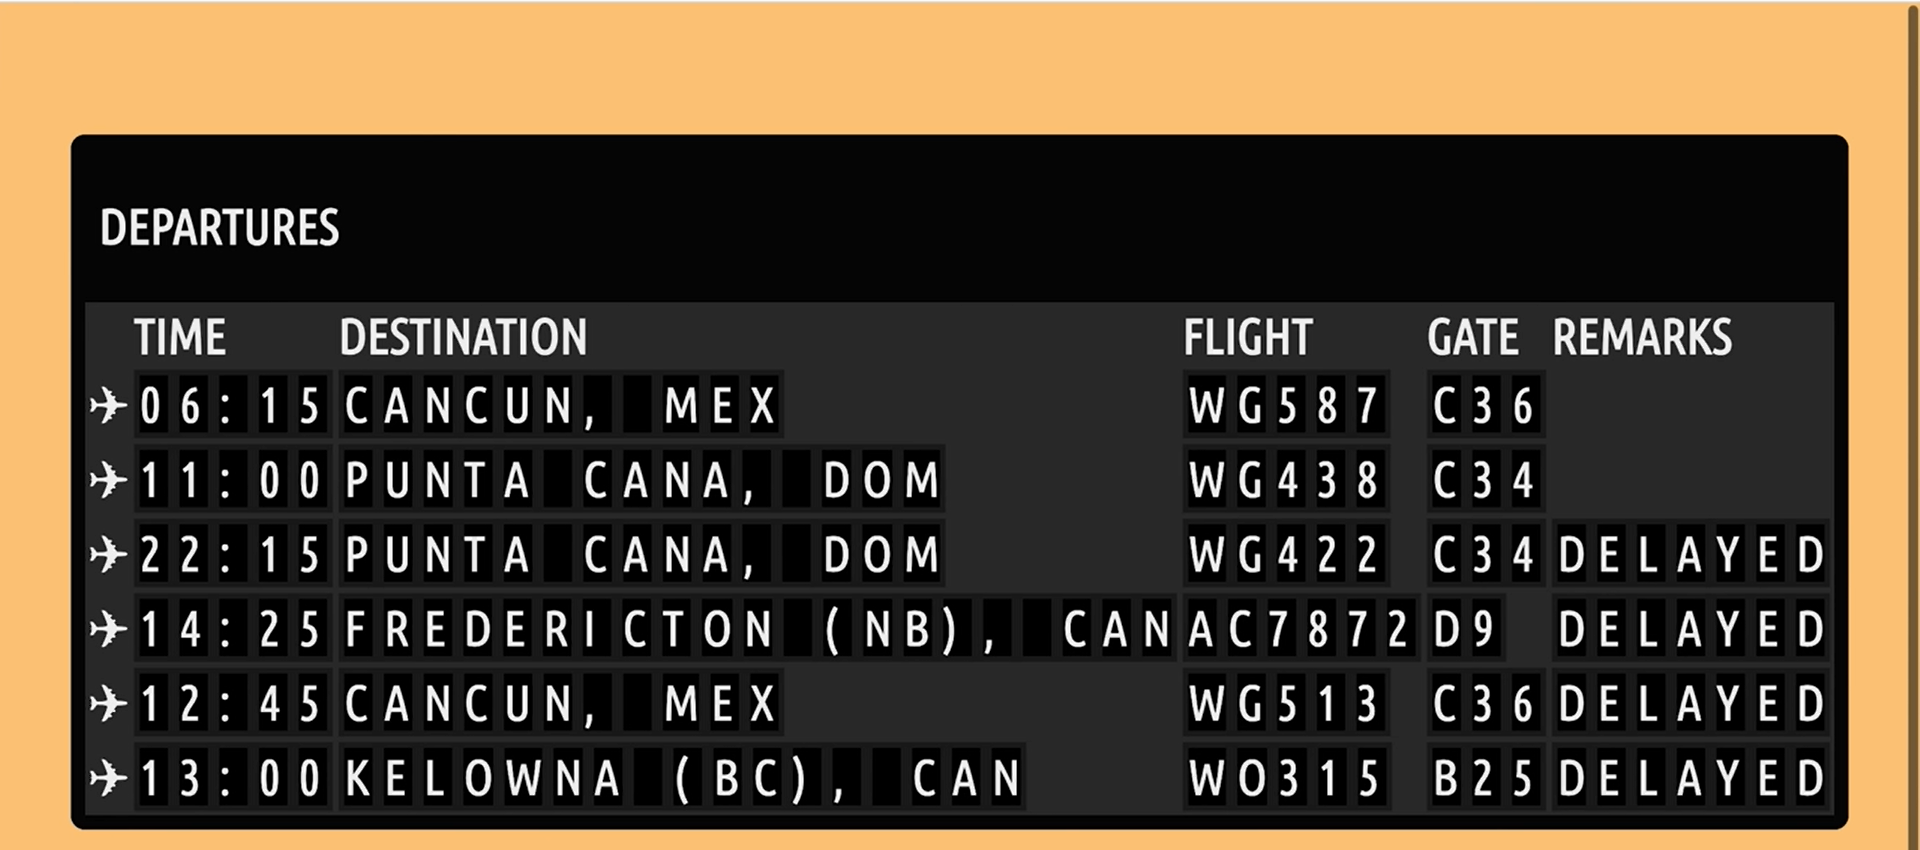 DEPARTURES
TIME DESTINATION FLIGHT GATE REMARKS
06:15 CANCUN, MEX WG587 C36
11:00 PUNTA CANA, DOM WG438 C34
22:15 PUNTA CANA, DOM WG422 C34 DELAYED
14:25 FREDERICTON (NB), CAN AC7872 D9 DELAYED
12:45 CANCUN, MEX WG513 C36 DELAYED
13:00 KELOWNA (BC), CAN WO315 B25 DELAYED